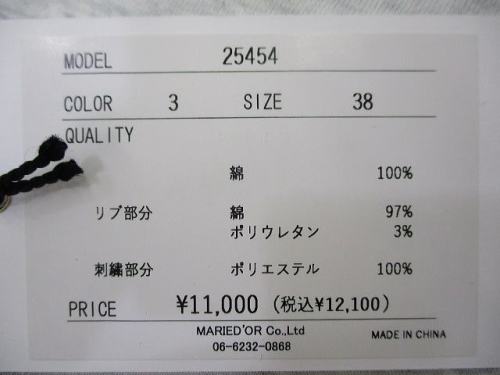 MODEL 25454
COLOR 3 SIZE 38
QUALITY
綿 100%
リブ部分 綿 97%
ポリウレタン 3%
刺繍部分 ポリエステル 100%
PRICE ¥11,000 (税込¥12,100)
MARIED'OR Co.,Ltd
06-6232-0868
MADE IN CHINA